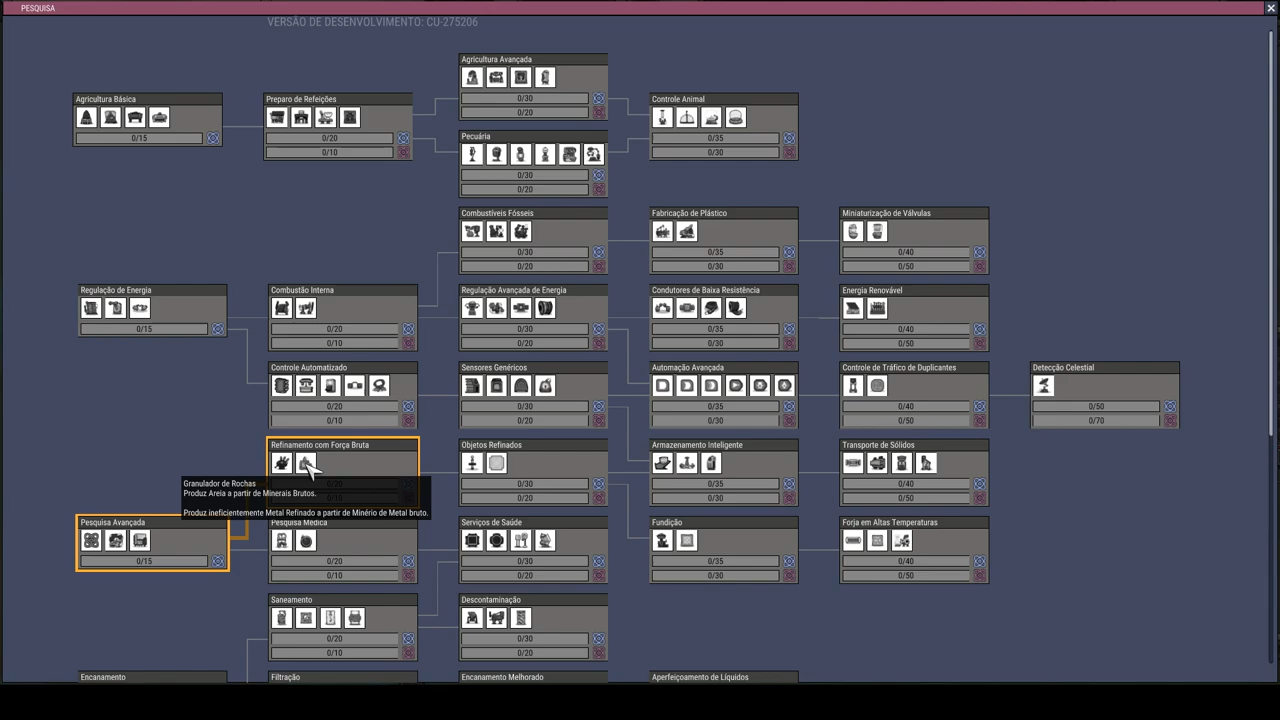 PESQUISA
VERSÃO DE DESENVOLVIMENTO: CU-275206
Agricultura Avançada
0/30
0/20
Agricultura Básica
0/15
Preparo de Refeições
0/20
0/10
Controle Animal
0/35
0/30
Pecuária
0/30
0/20
Combustíveis Fósseis
0/30
0/20
Fabricação de Plástico
0/35
0/30
Miniaturização de Válvulas
0/40
0/50
Regulação de Energia
0/15
Combustão Interna
0/20
0/10
Regulação Avançada de Energia
0/30
0/20
Condutores de Baixa Resistência
0/35
0/30
Energia Renovável
0/40
0/50
Controle Automatizado
0/20
0/10
Sensores Genéricos
0/30
0/20
Automação Avançada
0/35
0/30
Controle de Tráfico de Duplicantes
0/40
0/50
Detecção Celestial
0/50
0/70
Refinamento com Força Bruta
Objetos Refinados
0/30
0/20
Armazenamento Inteligente
0/35
0/30
Transporte de Sólidos
0/40
0/50
Granulador de Rochas
Produz Areia a partir de Minerais Brutos.
Produz ineficientemente Metal Refinado a partir de Minério de Metal bruto.
Pesquisa Avançada
0/15
Pesquisa Médica
0/20
0/10
Serviços de Saúde
0/30
0/20
Fundição
0/35
0/30
Forja em Altas Temperaturas
0/40
0/50
Saneamento
0/20
0/10
Descontaminação
0/30
0/20
Encanamento
Filtração
Encanamento Melhorado
Aperfeiçoamento de Líquidos